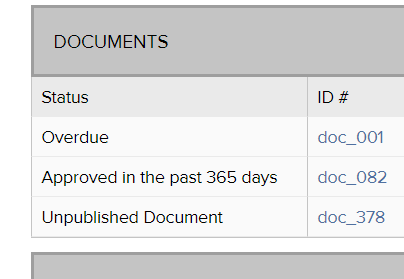 DOCUMENTS
Status ID #
Overdue doc_001
Approved in the past 365 days doc_082
Unpublished Document doc_378